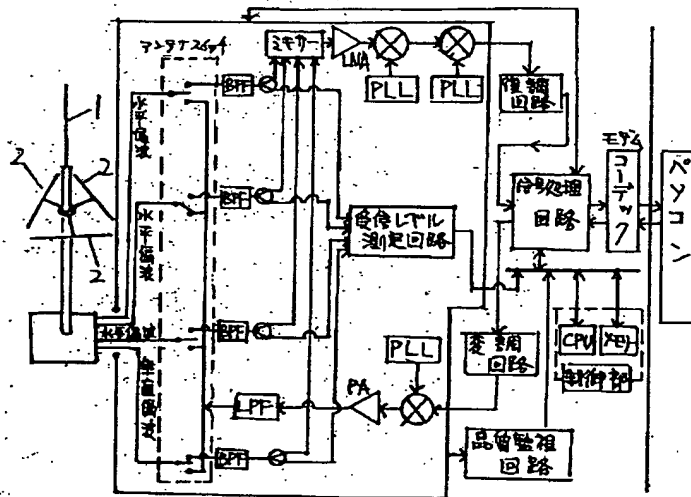 アンテナスイッチ
ミキサー
LNA
PLL
PLL
BPF
水平偏波
1
2
2
2
復調
回路
モデム
コーデック
パソコン
信号処理
回路
BPF
水平偏波
受信レベル
測定回路
BPF
水平偏波
垂直偏波
PLL
変調
回路
CPU
メモリ
制御部
LPF
PA
BPF
品質監視
回路